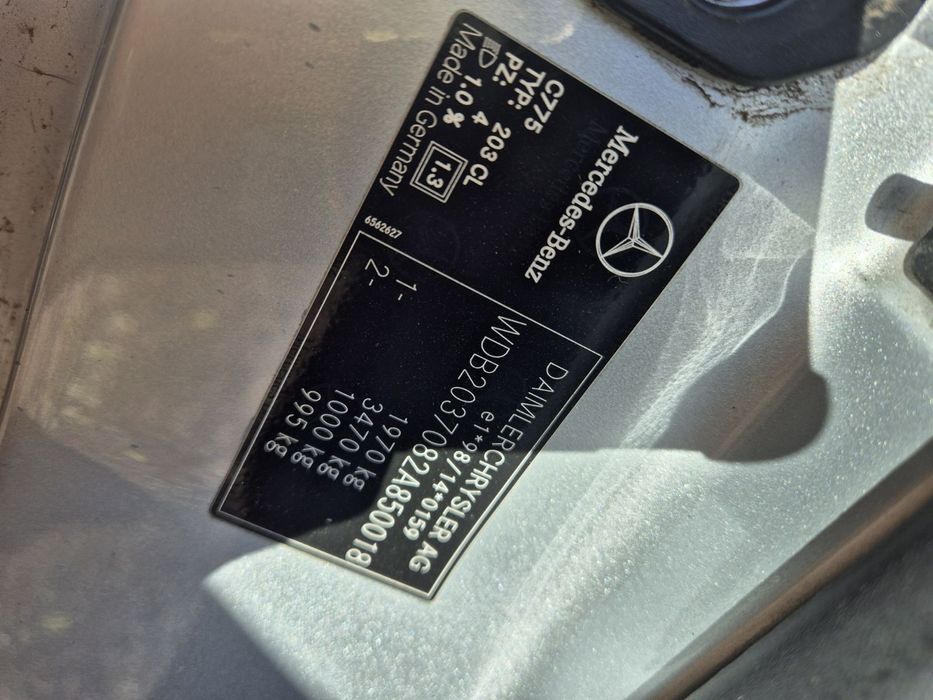 Mercedes-Benz
C775
TYP: 203 CL
PZ: 4
1.0 % 1.3
Made in Germany
6562627
DAIMLERCHRYSLER AG
e1*98/14*0159
WDB2037082A850018
1970 kg
3470 kg
1- 1000 kg
2- 995 kg